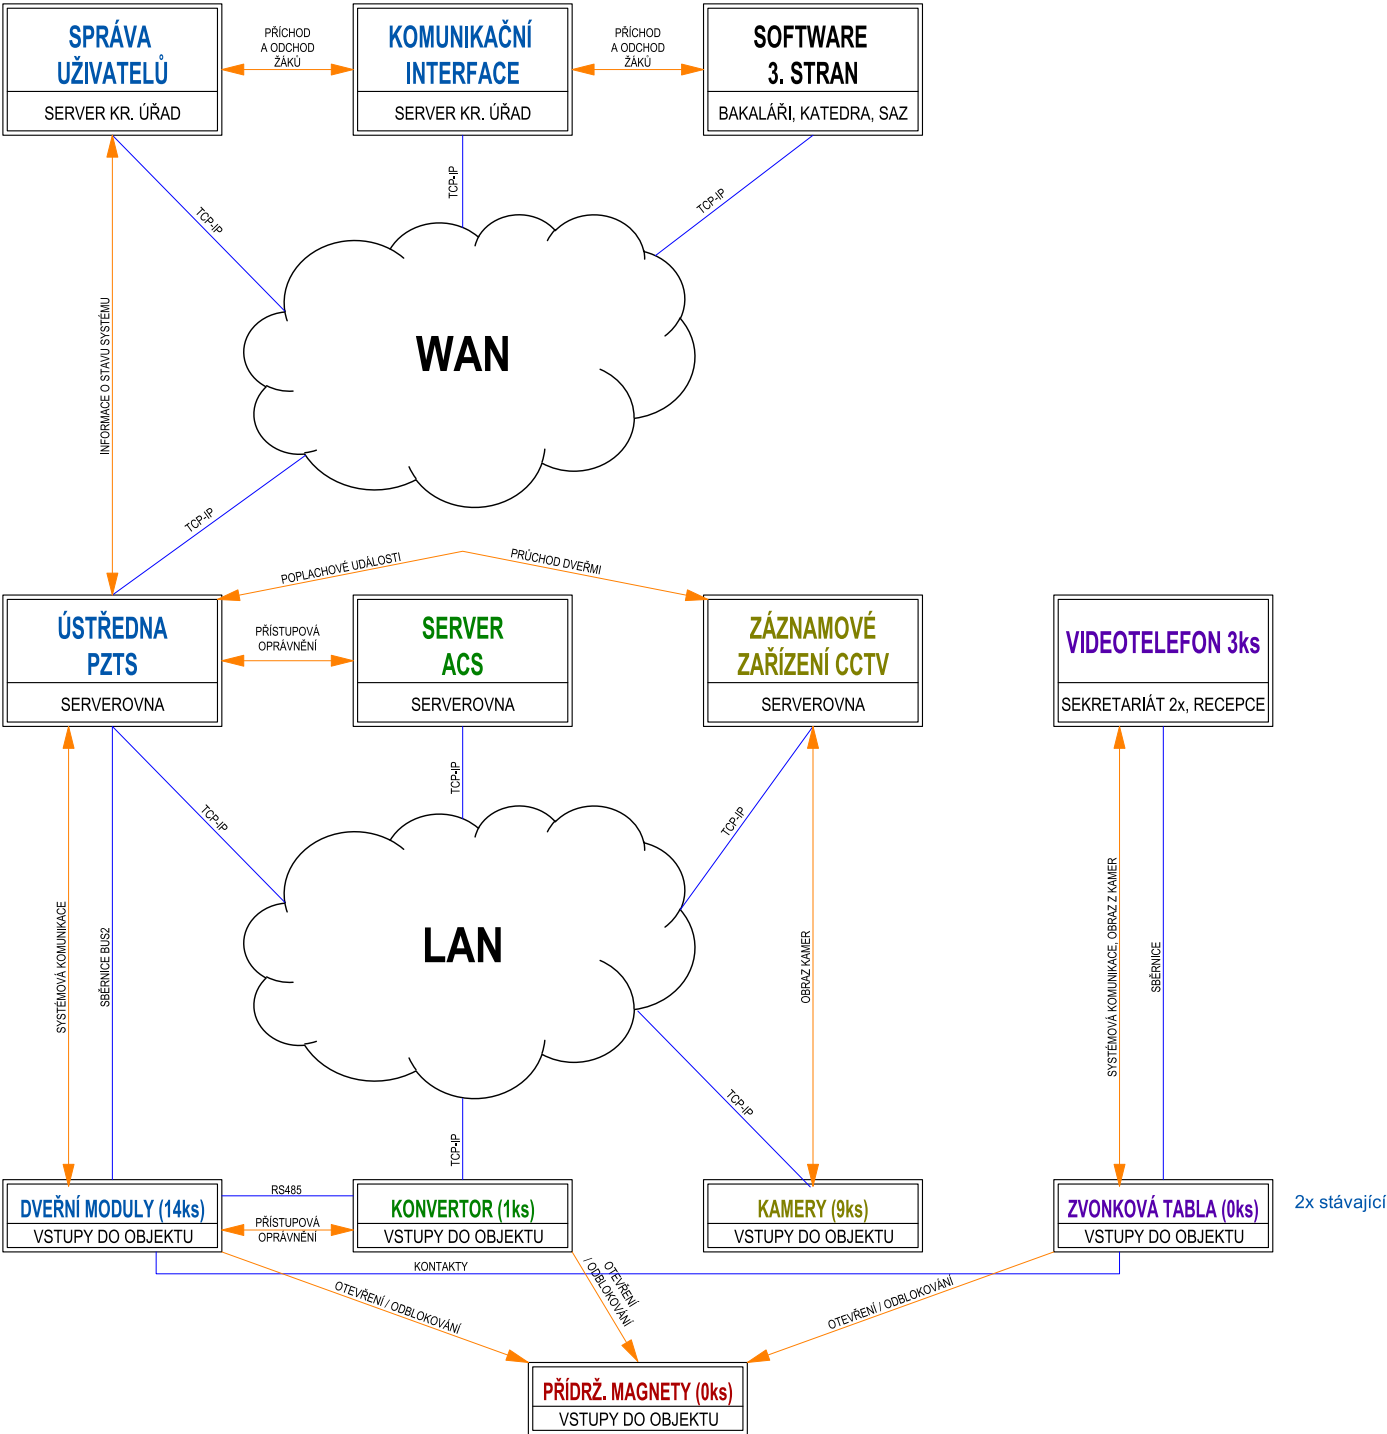 SPRÁVA
UŽIVATELŮ
SERVER KR. ÚŘAD
PŘÍCHOD
A ODCHOD
ŽÁKŮ
KOMUNIKAČNÍ
INTERFACE
SERVER KR. ÚŘAD
PŘÍCHOD
A ODCHOD
ŽÁKŮ
SOFTWARE
3. STRAN
BAKALÁŘI, KATEDRA, SAZ
TCP-IP
TCP-IP
TCP-IP
INFORMACE O STAVU SYSTÉMU
WAN
TCP-IP
POPLACHOVÉ UDÁLOSTI
PRŮCHOD DVEŘMI
ÚSTŘEDNA
PZTS
SERVEROVNA
PŘÍSTUPOVÁ
OPRÁVNĚNÍ
SERVER
ACS
SERVEROVNA
ZÁZNAMOVÉ
ZAŘÍZENÍ CCTV
SERVEROVNA
VIDEOTELEFON 3ks
SEKRETARIÁT 2x, RECEPCE
TCP-IP
TCP-IP
TCP-IP
SYSTÉMOVÁ KOMUNIKACE
SBĚRNICE BUS2
LAN
OBRAZ KAMER
SYSTÉMOVÁ KOMUNIKACE, OBRAZ Z KAMER
SBĚRNICE
TCP-IP
TCP-IP
DVEŘNÍ MODULY (14ks)
VSTUPY DO OBJEKTU
RS485
PŘÍSTUPOVÁ
OPRÁVNĚNÍ
KONVERTOR (1ks)
VSTUPY DO OBJEKTU
KAMERY (9ks)
VSTUPY DO OBJEKTU
ZVONKOVÁ TABLA (0ks)
VSTUPY DO OBJEKTU
2x stávající
KONTAKTY
OTEVŘENÍ / ODBLOKOVÁNÍ
OTEVŘENÍ
/ ODBLOKOVÁNÍ
OTEVŘENÍ / ODBLOKOVÁNÍ
PŘÍDRŽ. MAGNETY (0ks)
VSTUPY DO OBJEKTU